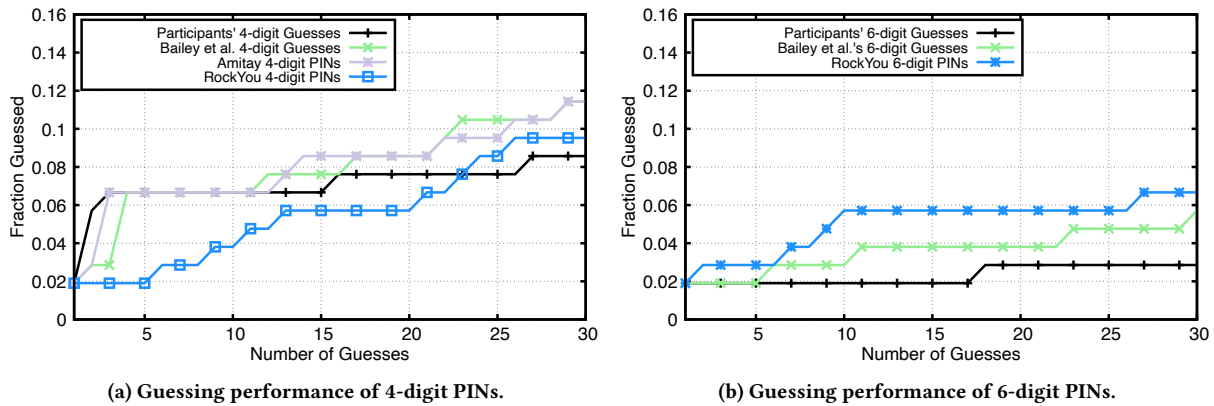 0.16
0.14
0.12
0.1
0.08
0.06
0.04
0.02
0
Fraction Guessed
Participants' 4-digit Guesses
Bailey et al. 4-digit Guesses
Amitay 4-digit PINs
RockYou 4-digit PINs
5 10 15 20 25 30
Number of Guesses
(a) Guessing performance of 4-digit PINs.
0.16
0.14
0.12
0.1
0.08
0.06
0.04
0.02
0
Fraction Guessed
Participants' 6-digit Guesses
Bailey et al.'s 6-digit Guesses
RockYou 6-digit PINs
5 10 15 20 25 30
Number of Guesses
(b) Guessing performance of 6-digit PINs.